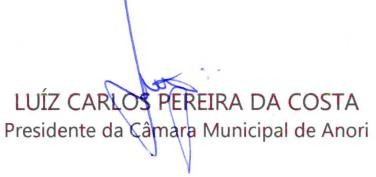 LUÍZ CARLOS PEREIRA DA COSTA
Presidente da Câmara Municipal de Anori